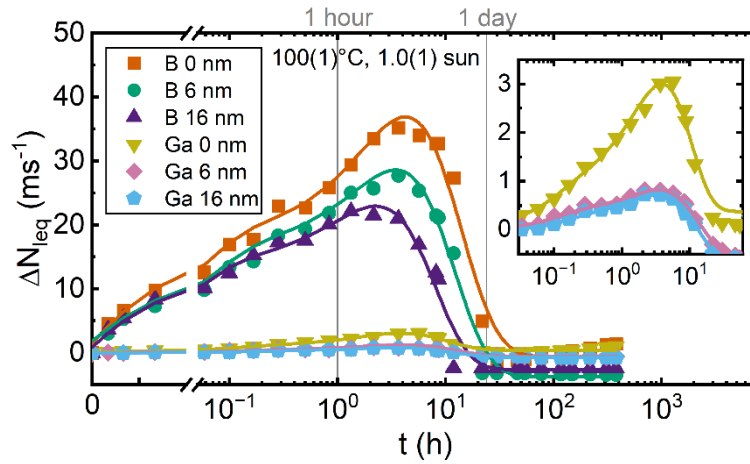 1 hour 1 day
100(1)°C, 1.0(1) sun
B 0 nm
B 6 nm
B 16 nm
Ga 0 nm
Ga 6 nm
Ga 16 nm
ΔN_leq (ms⁻¹)
50
40
30
20
10
0
0 10⁻¹ 10⁰ 10¹ 10² 10³
t (h)
3
2
1
0
10⁻¹ 10⁰ 10¹